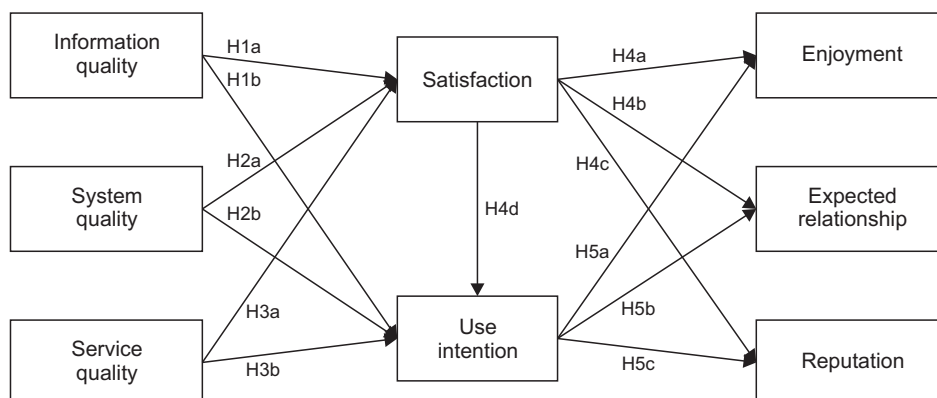 Information
quality
System
quality
Service
quality
H1a
H1b
H2a
H2b
H3a
H3b
Satisfaction
H4d
Use
intention
H4a
H4b
H4c
H5a
H5b
H5c
Enjoyment
Expected
relationship
Reputation